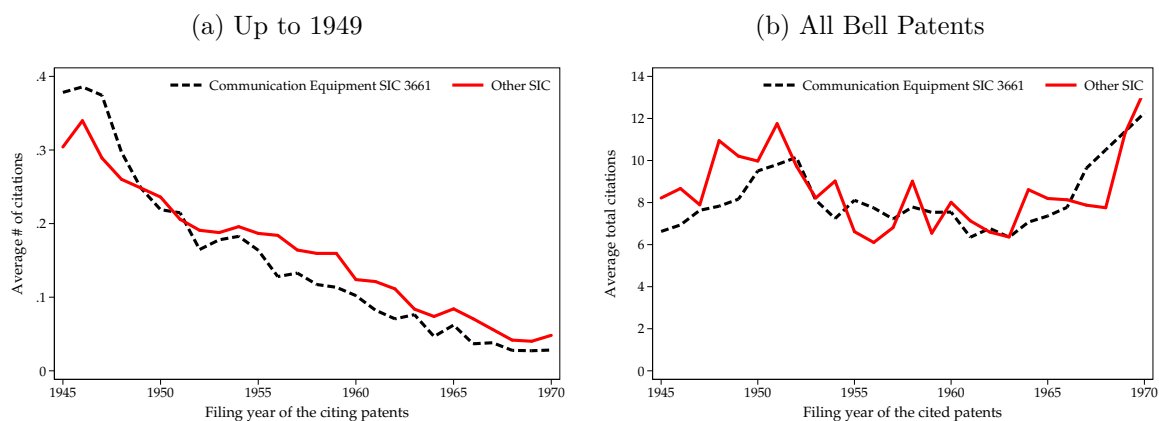 (a) Up to 1949
Communication Equipment SIC 3661
Other SIC
Average # of citations
.4
.3
.2
.1
0
1945 1950 1955 1960 1965 1970
Filing year of the citing patents
(b) All Bell Patents
Communication Equipment SIC 3661
Other SIC
Average total citations
14
12
10
8
6
4
2
0
1945 1950 1955 1960 1965 1970
Filing year of the cited patents